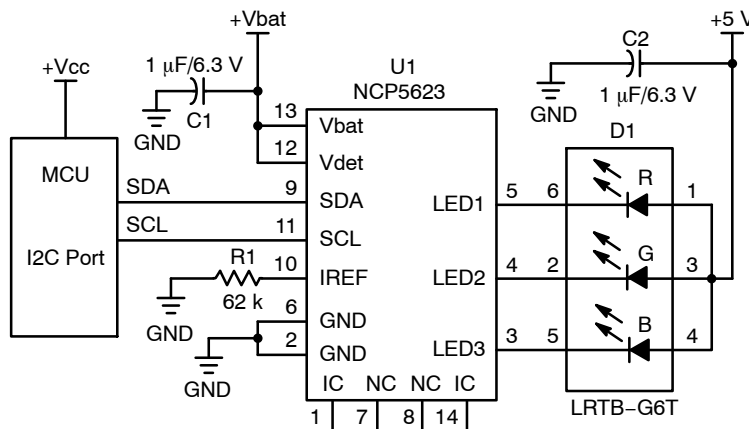 +Vbat
+5 V
C2
+Vcc
1 μF/6.3 V
U1
NCP5623
GND
C1
GND
1 μF/6.3 V
D1
MCU
I2C Port
SDA
SCL
13
Vbat
12
Vdet
9
SDA
11
SCL
R1
62 k
10
IREF
GND
6
GND
2
GND
GND
LED1
5
6
R
1
LED2
4
2
G
3
LED3
3
5
B
4
IC NC NC IC
1 7 8 14
LRTB–G6T